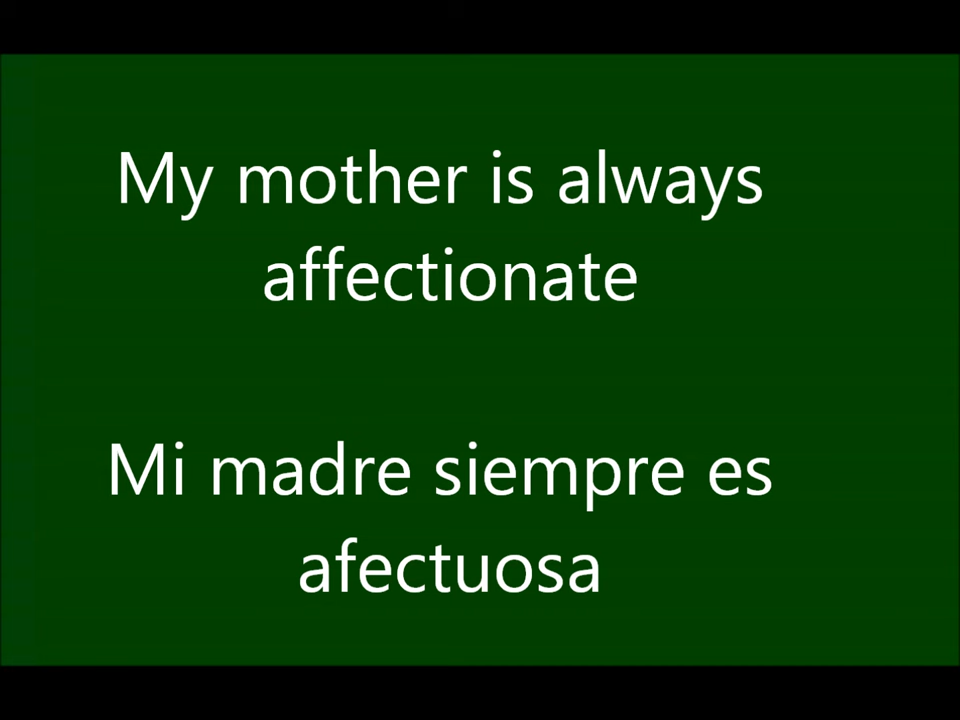 My mother is always
affectionate
Mi madre siempre es
afectuosa